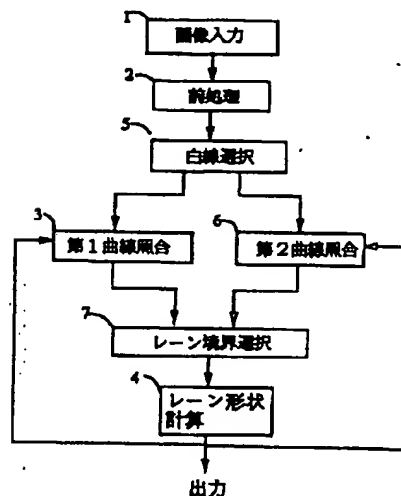 1
画像入力
2
前処理
5
白線選択
3
第1曲線照合
6
第2曲線照合
7
レーン境界選択
4
レーン形状
計算
出力